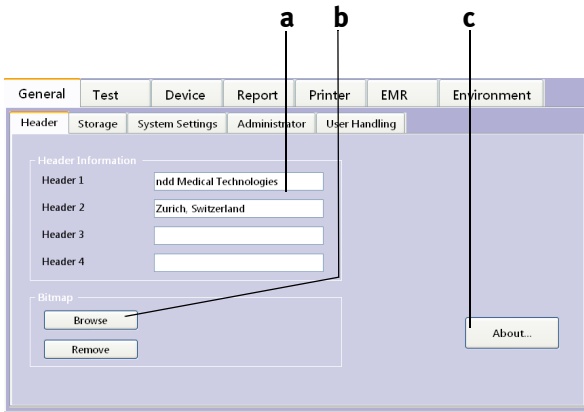 a b c
General Test Device Report Printer EMR Environment
Header Storage System Settings Administrator User Handling
Header Information
Header 1 ndd Medical Technologies
Header 2 Zurich, Switzerland
Header 3
Header 4
Bitmap
Browse
About...
Remove